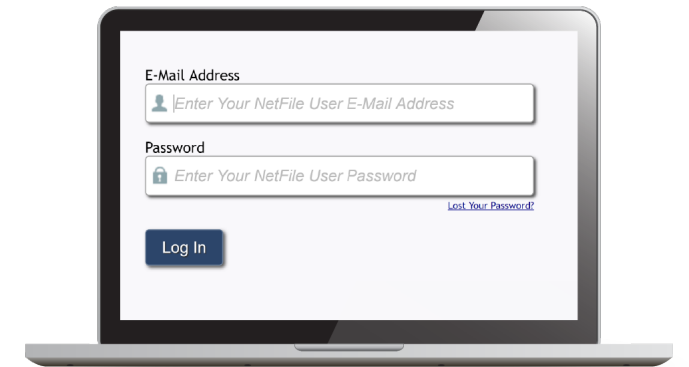 E-Mail Address
Enter Your NetFile User E-Mail Address
Password
Enter Your NetFile User Password
Lost Your Password?
Log In